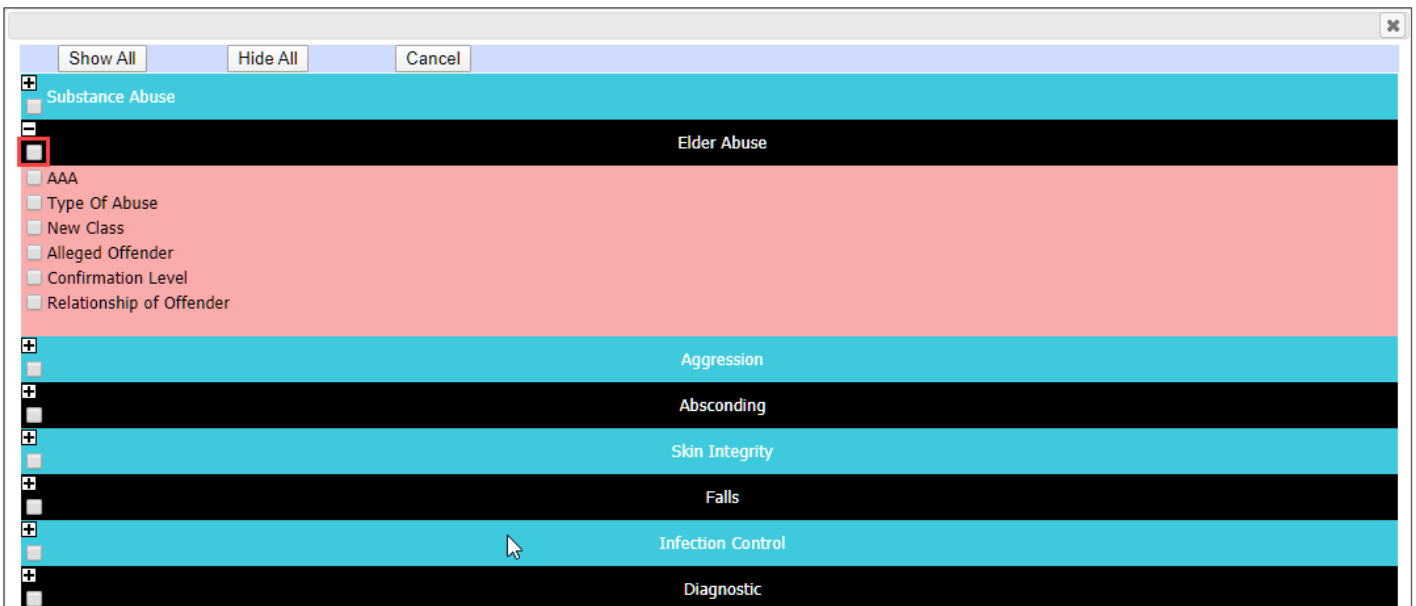 Show All Hide All Cancel
Substance Abuse
Elder Abuse
AAA
Type Of Abuse
New Class
Alleged Offender
Confirmation Level
Relationship of Offender
Aggression
Absconding
Skin Integrity
Falls
Infection Control
Diagnostic